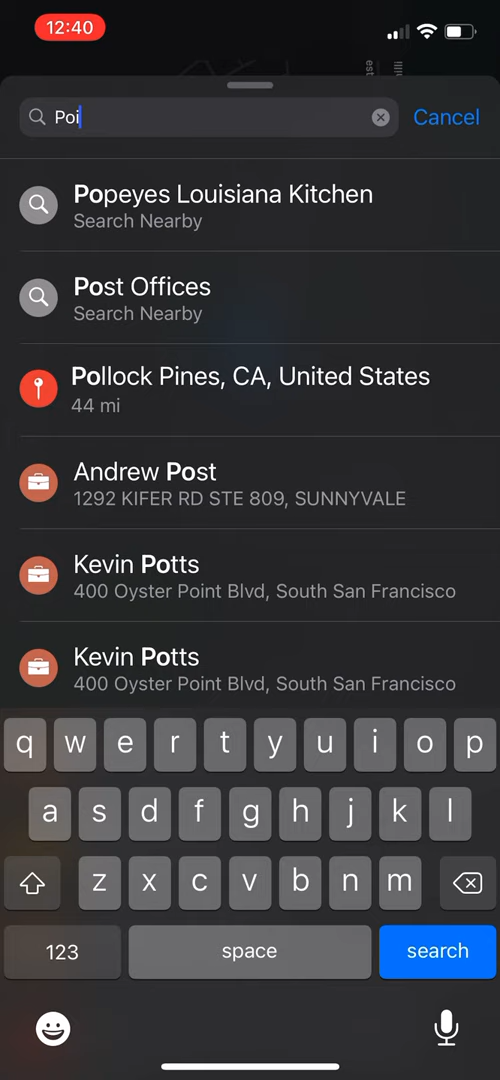 12:40
est
Poi
Cancel
Popeyes Louisiana Kitchen
Search Nearby
Post Offices
Search Nearby
Pollock Pines, CA, United States
44 mi
Andrew Post
1292 KIFER RD STE 809, SUNNYVALE
Kevin Potts
400 Oyster Point Blvd, South San Francisco
Kevin Potts
400 Oyster Point Blvd, South San Francisco
q w e r t y u i o p
a s d f g h j k l
z x c v b n m
123 space search